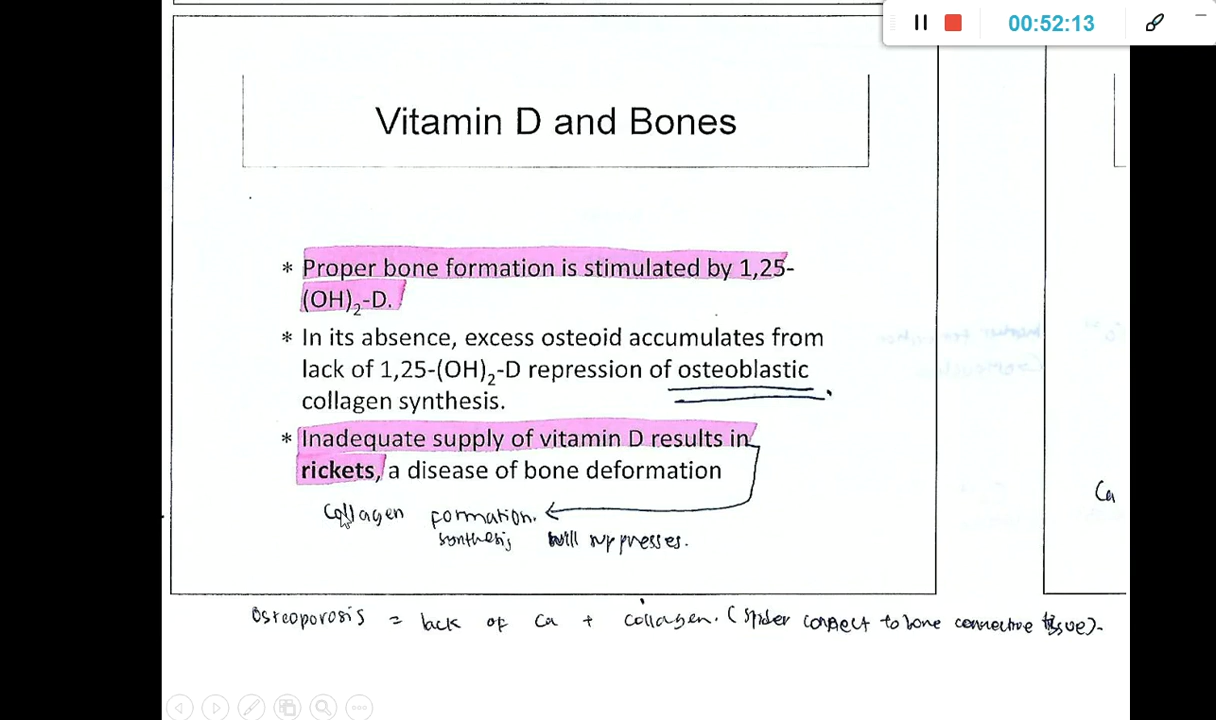 00:52:13
Vitamin D and Bones
* Proper bone formation is stimulated by 1,25-
(OH)₂-D.
* In its absence, excess osteoid accumulates from
lack of 1,25-(OH)₂-D repression of osteoblastic
collagen synthesis.
* Inadequate supply of vitamin D results in
rickets, a disease of bone deformation
Collagen formation.
synthesis will suppresses.
Ca
Osteoporosis = lack of Ca + collagen. (spider connect to bone connective tissue).